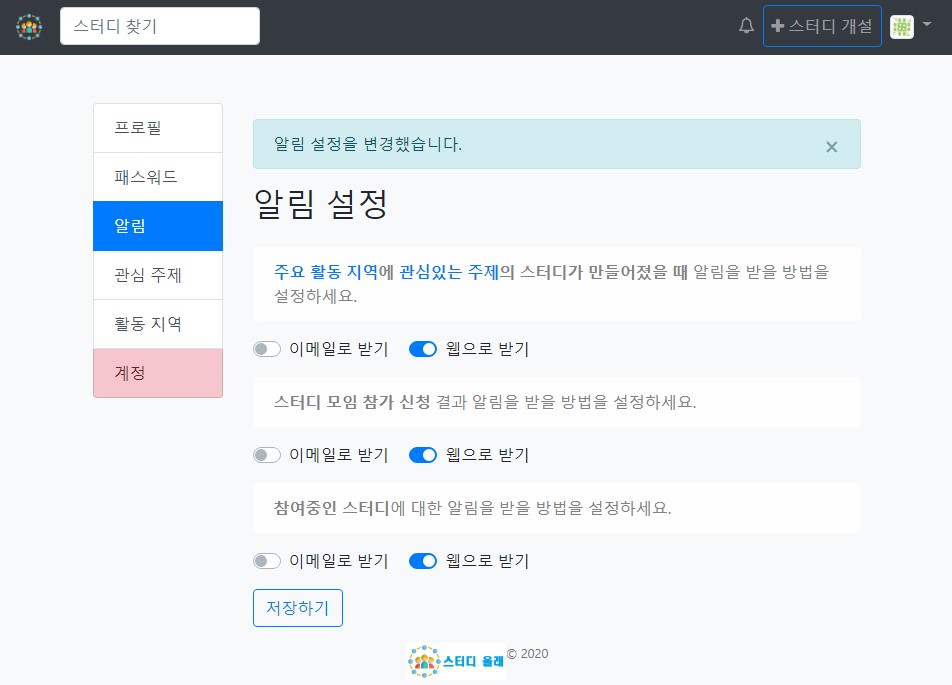 스터디 찾기
스터디 개설
프로필
패스워드
알림
관심 주제
활동 지역
계정
알림 설정을 변경했습니다.
×
알림 설정
주요 활동 지역에 관심있는 주제의 스터디가 만들어졌을 때 알림을 받을 방법을
설정하세요.
이메일로 받기 웹으로 받기
스터디 모임 참가 신청 결과 알림을 받을 방법을 설정하세요.
이메일로 받기 웹으로 받기
참여중인 스터디에 대한 알림을 받을 방법을 설정하세요.
이메일로 받기 웹으로 받기
저장하기
스터디 올래 © 2020